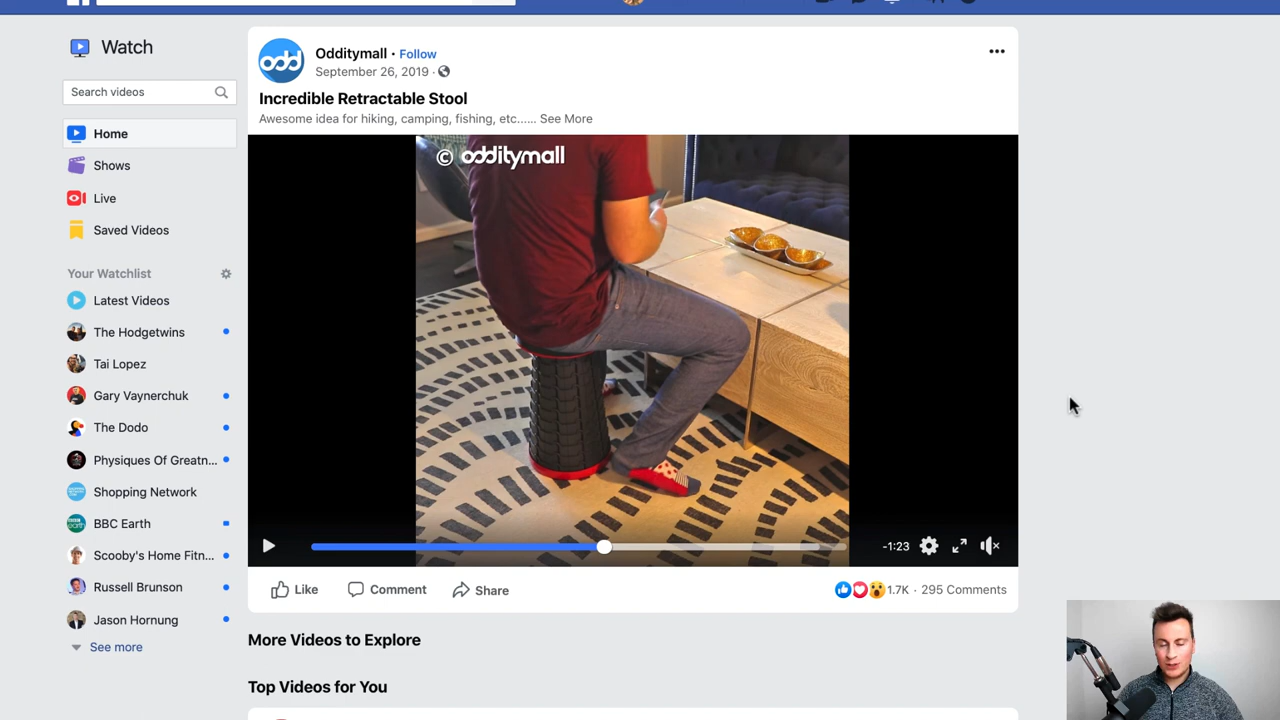 Watch
Search videos
Home
Shows
Live
Saved Videos
Your Watchlist
Latest Videos
The Hodgetwins
Tai Lopez
Gary Vaynerchuk
The Dodo
Physiques Of Greatn...
Shopping Network
BBC Earth
Scooby's Home Fitn...
Russell Brunson
Jason Hornung
See more
odd
Odditymall · Follow
September 26, 2019 ·
Incredible Retractable Stool
Awesome idea for hiking, camping, fishing, etc...... See More
© odditymall
-1:23
Like Comment Share 1.7K · 295 Comments
More Videos to Explore
Top Videos for You